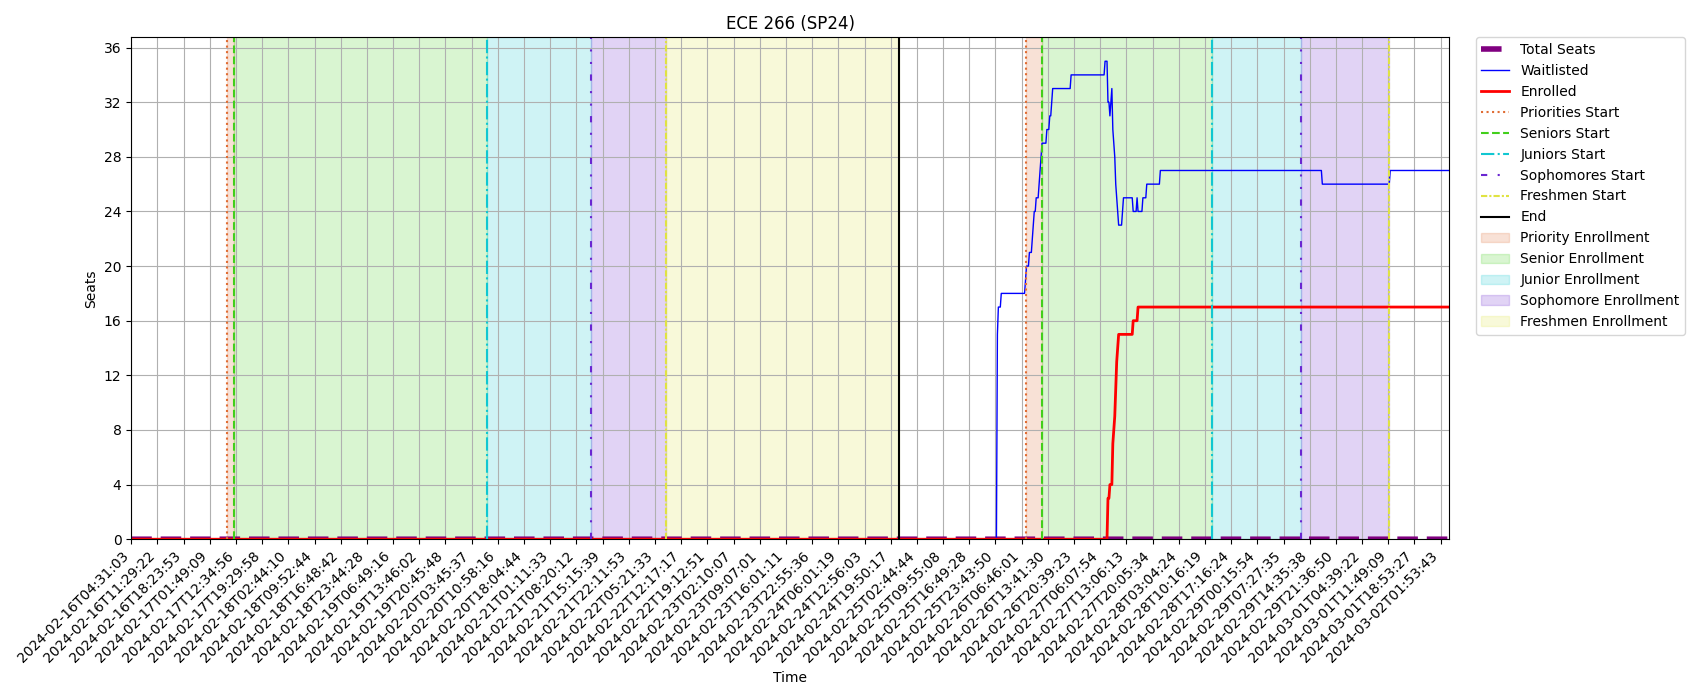 ECE 266 (SP24)
36
32
28
24
20
16
12
8
4
0
Seats
2024-02-16T04:31:03
2024-02-16T11:29:22
2024-02-16T18:23:53
2024-02-17T01:49:09
2024-02-17T12:34:56
2024-02-17T19:29:58
2024-02-18T02:44:10
2024-02-18T09:52:44
2024-02-18T16:48:42
2024-02-18T23:44:28
2024-02-19T06:49:16
2024-02-19T13:46:02
2024-02-19T20:45:48
2024-02-20T03:45:37
2024-02-20T10:58:16
2024-02-20T18:04:44
2024-02-21T01:11:33
2024-02-21T08:20:12
2024-02-21T15:15:39
2024-02-21T22:11:53
2024-02-22T05:21:33
2024-02-22T12:17:17
2024-02-22T19:12:51
2024-02-23T02:10:07
2024-02-23T09:07:01
2024-02-23T16:01:11
2024-02-23T22:55:36
2024-02-24T06:01:19
2024-02-24T12:56:03
2024-02-24T19:50:17
2024-02-25T02:44:44
2024-02-25T09:55:08
2024-02-25T16:49:28
2024-02-25T23:43:50
2024-02-26T06:46:01
2024-02-26T13:41:30
2024-02-26T20:39:23
2024-02-27T06:07:54
2024-02-27T13:06:13
2024-02-27T20:05:34
2024-02-28T03:04:24
2024-02-28T10:16:19
2024-02-28T17:16:24
2024-02-29T00:15:54
2024-02-29T07:27:35
2024-02-29T14:35:38
2024-02-29T21:36:50
2024-03-01T04:39:22
2024-03-01T11:49:09
2024-03-01T18:53:27
2024-03-02T01:53:43
Time
Total Seats
Waitlisted
Enrolled
Priorities Start
Seniors Start
Juniors Start
Sophomores Start
Freshmen Start
End
Priority Enrollment
Senior Enrollment
Junior Enrollment
Sophomore Enrollment
Freshmen Enrollment